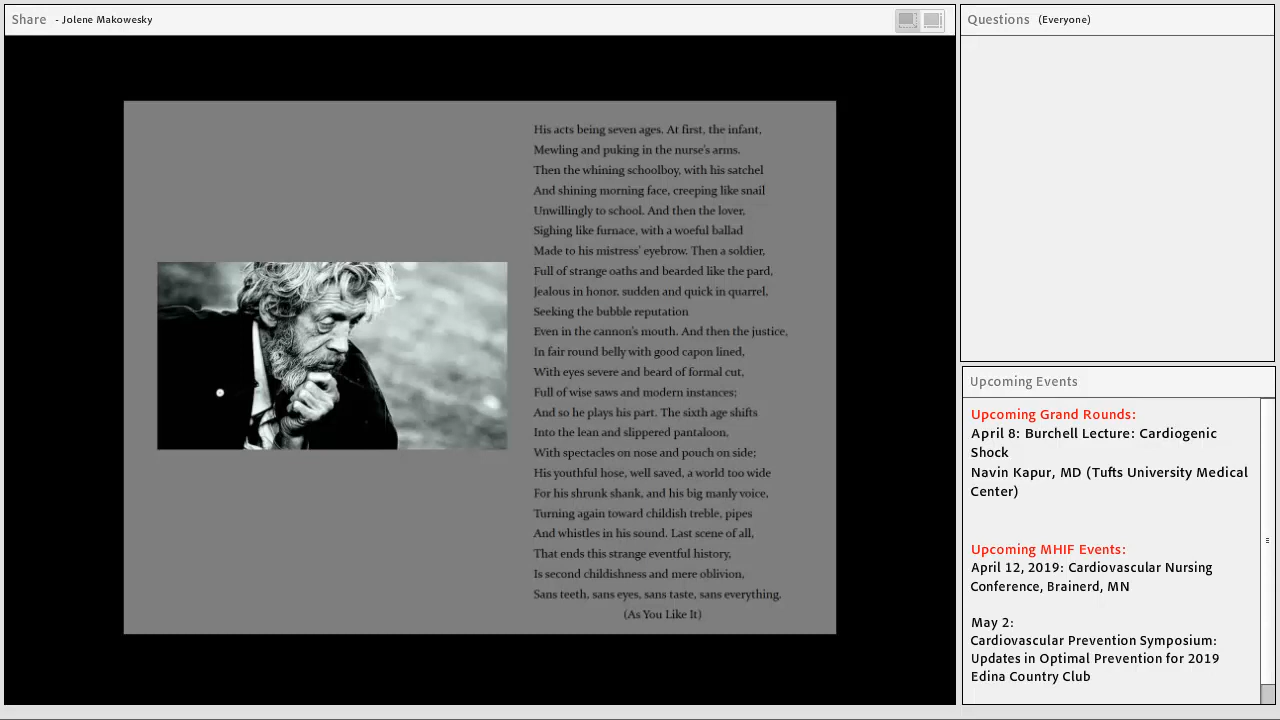 Share - Jolene Makowesky
His acts being seven ages. At first, the infant,
Mewling and puking in the nurse's arms.
Then the whining schoolboy, with his satchel
And shining morning face, creeping like snail
Unwillingly to school. And then the lover,
Sighing like furnace, with a woeful ballad
Made to his mistress' eyebrow. Then a soldier,
Full of strange oaths and bearded like the pard,
Jealous in honor, sudden and quick in quarrel,
Seeking the bubble reputation
Even in the cannon's mouth. And then the justice,
In fair round belly with good capon lined,
With eyes severe and beard of formal cut,
Full of wise saws and modern instances;
And so he plays his part. The sixth age shifts
Into the lean and slippered pantaloon,
With spectacles on nose and pouch on side;
His youthful hose, well saved, a world too wide
For his shrunk shank, and his big manly voice,
Turning again toward childish treble, pipes
And whistles in his sound. Last scene of all,
That ends this strange eventful history,
Is second childishness and mere oblivion,
Sans teeth, sans eyes, sans taste, sans everything.
(As You Like It)
Questions (Everyone)
Upcoming Events
Upcoming Grand Rounds:
April 8: Burchell Lecture: Cardiogenic
Shock
Navin Kapur, MD (Tufts University Medical
Center)
Upcoming MHIF Events:
April 12, 2019: Cardiovascular Nursing
Conference, Brainerd, MN
May 2:
Cardiovascular Prevention Symposium:
Updates in Optimal Prevention for 2019
Edina Country Club